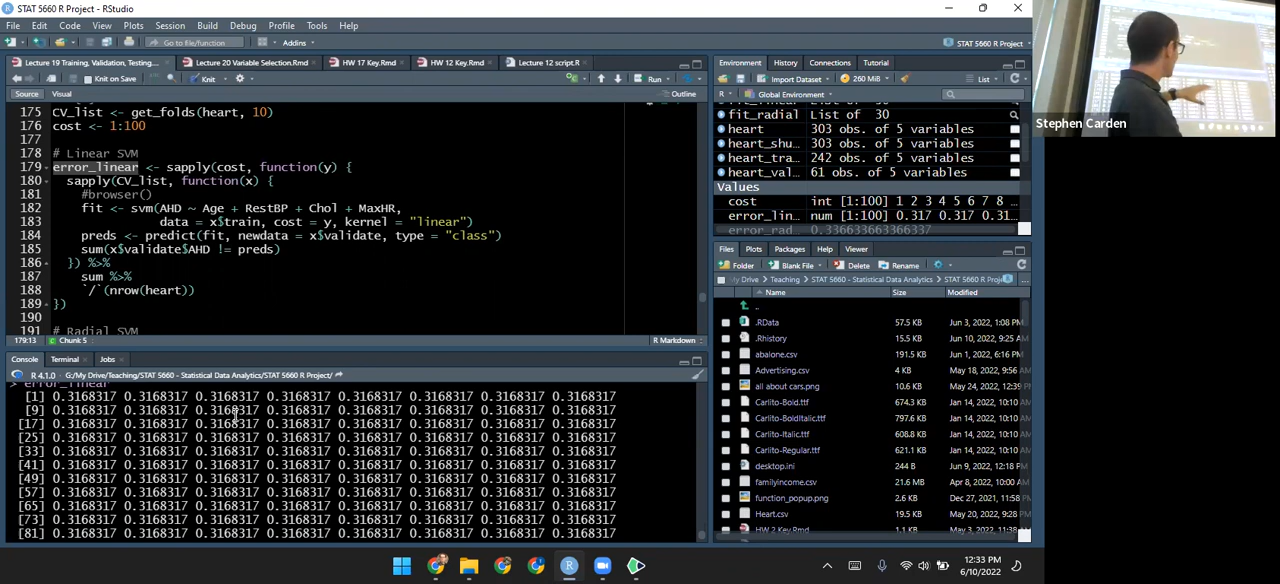 STAT 5660 R Project - RStudio
File Edit Code View Plots Session Build Debug Profile Tools Help
Go to file/function Addins STAT 5660 R Project
Lecture 19 Training, Validation, Testing... Lecture 20 Variable Selection.Rmd HW 17 Key.Rmd HW 12 Key.Rmd Lecture 12 script.R
Knit on Save Knit Run
Source Visual Outline
175 CV_list <- get_folds(heart, 10)
176 cost <- 1:100
177
178 # Linear SVM
179 error_linear <- sapply(cost, function(y) {
180 sapply(CV_list, function(x) {
181 #browser()
182 fit <- svm(AHD ~ Age + RestBP + Chol + MaxHR,
183 data = x$train, cost = y, kernel = "linear")
184 preds <- predict(fit, newdata = x$validate, type = "class")
185 sum(x$validate$AHD != preds)
186 }) %>%
187 sum %>%
188 `/`(nrow(heart))
189 })
190
191 # Radial SVM
179:13 Chunk 5 R Markdown
Console Terminal Jobs
R 4.1.0 G:/My Drive/Teaching/STAT 5660 - Statistical Data Analytics/STAT 5660 R Project/
> error_linear
[1] 0.3168317 0.3168317 0.3168317 0.3168317 0.3168317 0.3168317 0.3168317 0.3168317
[9] 0.3168317 0.3168317 0.3168317 0.3168317 0.3168317 0.3168317 0.3168317 0.3168317
[17] 0.3168317 0.3168317 0.3168317 0.3168317 0.3168317 0.3168317 0.3168317 0.3168317
[25] 0.3168317 0.3168317 0.3168317 0.3168317 0.3168317 0.3168317 0.3168317 0.3168317
[33] 0.3168317 0.3168317 0.3168317 0.3168317 0.3168317 0.3168317 0.3168317 0.3168317
[41] 0.3168317 0.3168317 0.3168317 0.3168317 0.3168317 0.3168317 0.3168317 0.3168317
[49] 0.3168317 0.3168317 0.3168317 0.3168317 0.3168317 0.3168317 0.3168317 0.3168317
[57] 0.3168317 0.3168317 0.3168317 0.3168317 0.3168317 0.3168317 0.3168317 0.3168317
[65] 0.3168317 0.3168317 0.3168317 0.3168317 0.3168317 0.3168317 0.3168317 0.3168317
[73] 0.3168317 0.3168317 0.3168317 0.3168317 0.3168317 0.3168317 0.3168317 0.3168317
[81] 0.3168317 0.3168317 0.3168317 0.3168317 0.3168317 0.3168317 0.3168317 0.3168317
Environment History Connections Tutorial
Import Dataset 260 MiB List
R Global Environment
fit_radial List of 30
heart 303 obs. of 5 variables
heart_shu... 303 obs. of 5 variables
heart_tra... 242 obs. of 5 variables
heart_val... 61 obs. of 5 variables
Values
cost int [1:100] 1 2 3 4 5 6 7 8 ...
error_lin... num [1:100] 0.317 0.317 0.31...
error_rad... 0.336633663366337
Files Plots Packages Help Viewer
Folder Blank File Delete Rename
My Drive Teaching STAT 5660 - Statistical Data Analytics STAT 5660 R Proj
Name Size Modified
..
.RData 57.5 KB Jun 3, 2022, 1:08 PM
.Rhistory 15.5 KB Jun 10, 2022, 9:25 AM
abalone.csv 191.5 KB Jun 1, 2022, 6:16 PM
Advertising.csv 4 KB May 18, 2022, 9:56
all about cars.png 10.6 KB May 24, 2022, 12:39
Carlito-Bold.ttf 674.3 KB Jan 14, 2022, 10:10
Carlito-BoldItalic.ttf 797.6 KB Jan 14, 2022, 10:10
Carlito-Italic.ttf 608.8 KB Jan 14, 2022, 10:10
Carlito-Regular.ttf 621.1 KB Jan 14, 2022, 10:10
desktop.ini 244 B Jun 9, 2022, 12:18 PM
familyincome.csv 21.6 MB Apr 8, 2022, 10:00
function_popup.png 2.6 KB Dec 27, 2021, 11:58
Heart.csv 19.5 KB May 20, 2022, 10:10
HW 2 Key.Rmd 1.1 KB May 3, 2022, 11:38
Stephen Carden
12:33 PM
6/10/2022